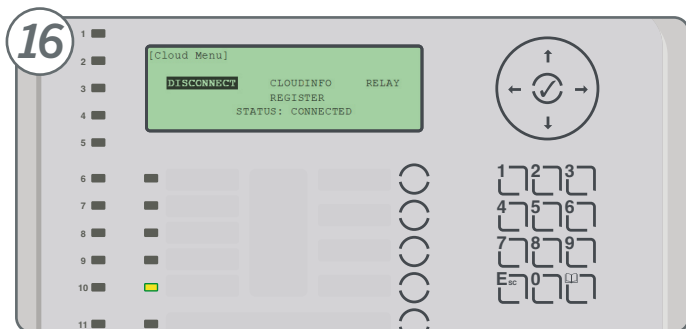 16
[Cloud Menu]
DISCONNECT CLOUDINFO RELAY
REGISTER
STATUS: CONNECTED
1
2
3
4
5
6
7
8
9
10
11
1 2 3
4 5 6
7 8 9
Esc 0